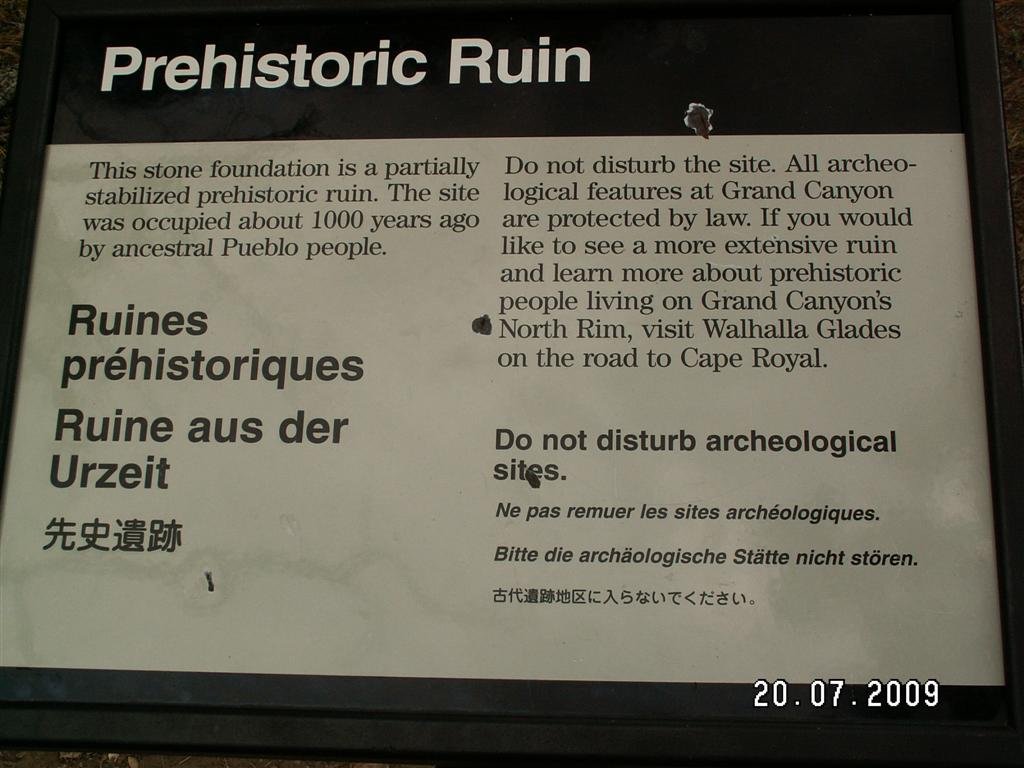 Prehistoric Ruin
This stone foundation is a partially
stabilized prehistoric ruin. The site
was occupied about 1000 years ago
by ancestral Pueblo people.
Ruines
préhistoriques
Ruine aus der
Urzeit
先史遺跡
Do not disturb the site. All archeo-
logical features at Grand Canyon
are protected by law. If you would
like to see a more extensive ruin
and learn more about prehistoric
people living on Grand Canyon's
North Rim, visit Walhalla Glades
on the road to Cape Royal.
Do not disturb archeological
sites.
Ne pas remuer les sites archéologiques.
Bitte die archäologische Stätte nicht stören.
古代遺跡地区に入らないでください。
20.07.2009